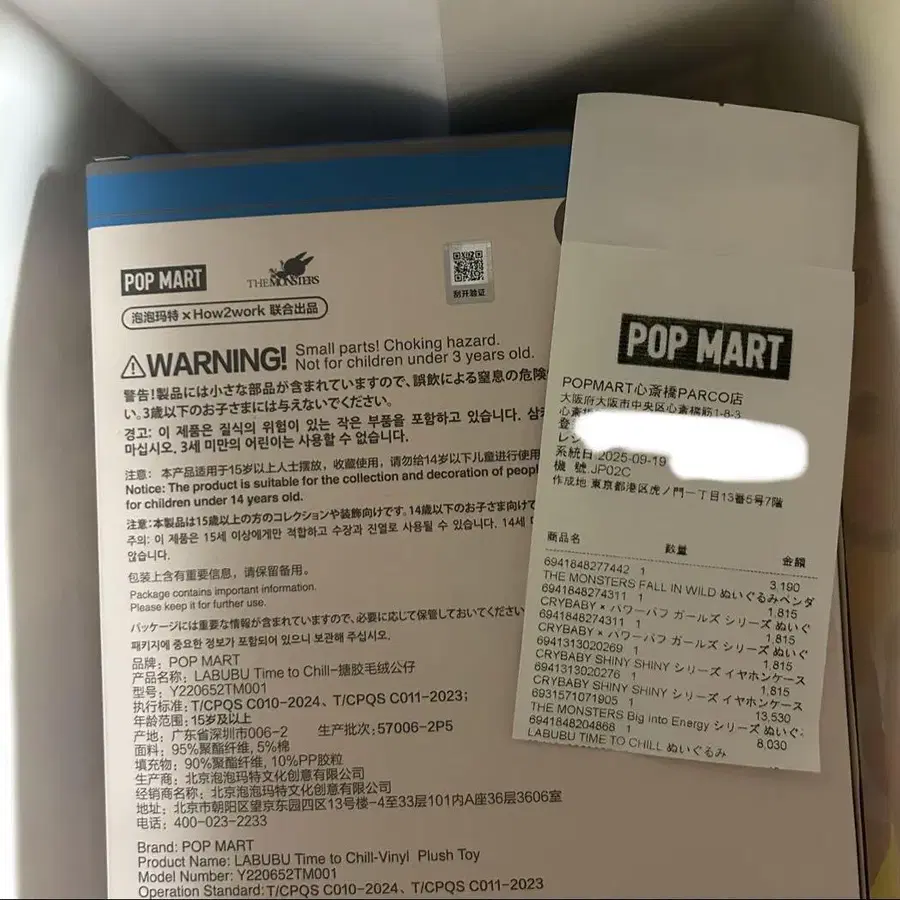 POP MART
THE MONSTERS
泡泡玛特 × How2work 联合出品
刮开验证
WARNING! Small parts! Choking hazard.
Not for children under 3 years old.
警告!製品には小さな部品が含まれていますので、誤飲による窒息の危険
い。3歳以下のお子さまには与えないでください。
경고: 이 제품은 질식의 위험이 있는 작은 부품을 포함하고 있습니다. 삼키
마십시오. 3세 미만의 어린이는 사용할 수 없습니다.
注意: 本产品适用于15岁以上人士摆放，收藏使用，请勿给14岁以下儿童进行使用
Notice: The product is suitable for the collection and decoration of peopl
for children under 14 years old.
注意:本製品は15歳以上の方のコレクションや装飾向けです。14歳以下のお子さま向けで
주의: 이 제품은 15세 이상에게만 적합하고 수장과 진열로 사용될 수 있습니다. 14세
않습니다.
包装上含有重要信息，请保留备用。
Package contains important information.
Please keep it for further use.
パッケージには重要な情報が含まれていますので、必要に応じて保管しておいてください
패키지에 중요한 정보가 포함되어 있으니 보관해 주십시오.
品牌: POP MART
产品名称: LABUBU Time to Chill-搪胶毛绒公仔
型号: Y220652TM001
执行标准: T/CPQS C010-2024、T/CPQS C011-2023;
年龄范围: 15岁及以上
产地: 广东省深圳市006-2 生产批次: 57006-2P5
面料: 95%聚酯纤维, 5%棉
填充物: 90%聚酯纤维, 10%PP胶粒
生产商: 北京泡泡玛特文化创意有限公司
经销商名称: 北京泡泡玛特文化创意有限公司
地址: 北京市朝阳区望京东园四区13号楼-4至33层101内A座36层3606室
电话: 400-023-2233
Brand: POP MART
Product Name: LABUBU Time to Chill-Vinyl Plush Toy
Model Number: Y220652TM001
Operation Standard: T/CPQS C010-2024、T/CPQS C011-2023
POP MART
POPMART心斎橋PARCO店
大阪府大阪市中央区心斎橋筋1-8-3
心斎
登
レジ
系統日 2025-09-19
機 號 JP02C
作成地 東京都港区虎ノ門一丁目13番5号7階
商品名 数量 金額
6941848277442 1 3,190
THE MONSTERS FALL IN WILD ぬいぐるみペンダ
6941848274311 1 1,815
CRYBABY × パワーパフ ガールズ シリーズ ぬいぐ
6941848274311 1 1,815
CRYBABY × パワーパフ ガールズ シリーズ ぬいぐ
6941313020269 1 1,815
CRYBABY SHINY SHINY シリーズ イヤホンケース
6941313020276 1 1,815
CRYBABY SHINY SHINY シリーズ イヤホンケース
6931571071905 1 13,530
THE MONSTERS Big into Energy シリーズ ぬいぐ
6941848204868 1 8,030
LABUBU TIME TO CHILL ぬいぐるみ